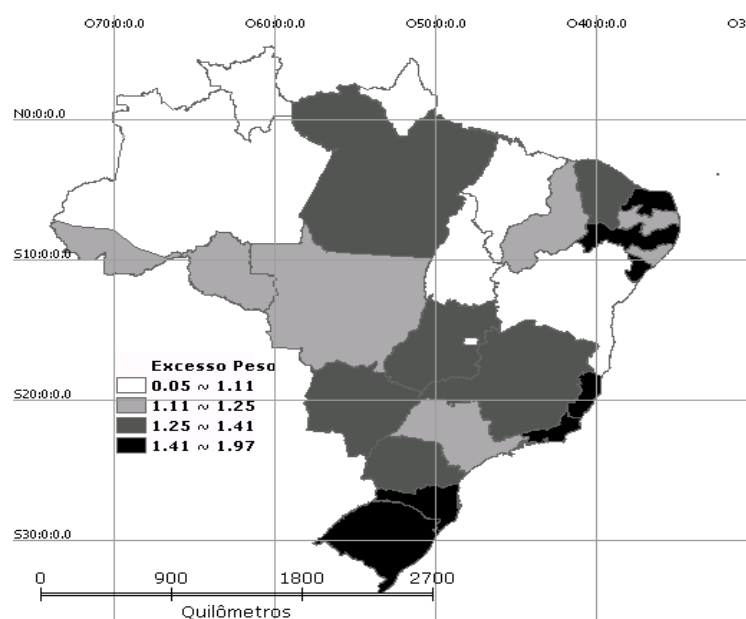 O70:0:0.0 O60:0:0.0 O50:0:0.0 O40:0:0.0 O3
N0:0:0.0
S10:0:0.0
Excesso Peso
0.05 ~ 1.11
S20:0:0.0
1.11 ~ 1.25
1.25 ~ 1.41
1.41 ~ 1.97
S30:0:0.0
0 900 1800 2700
Quilômetros